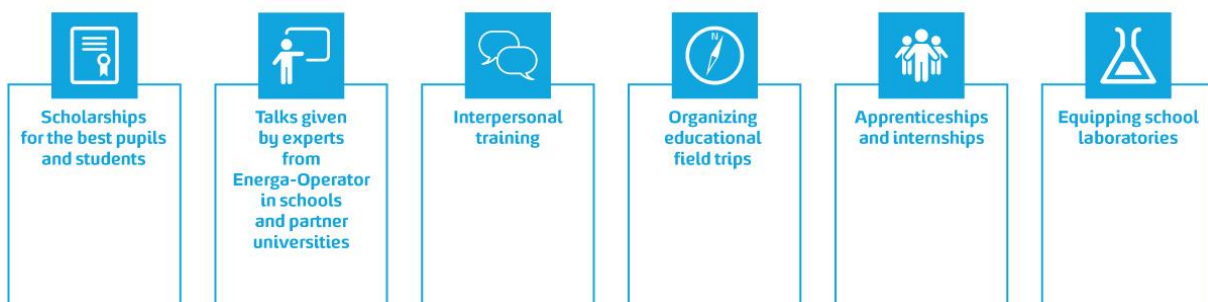 Scholarships
for the best pupils
and students
Talks given
by experts
from
Energa-Operator
in schools
and partner
universities
Interpersonal
training
N
Organizing
educational
field trips
Apprenticeships
and internships
Equipping school
laboratories